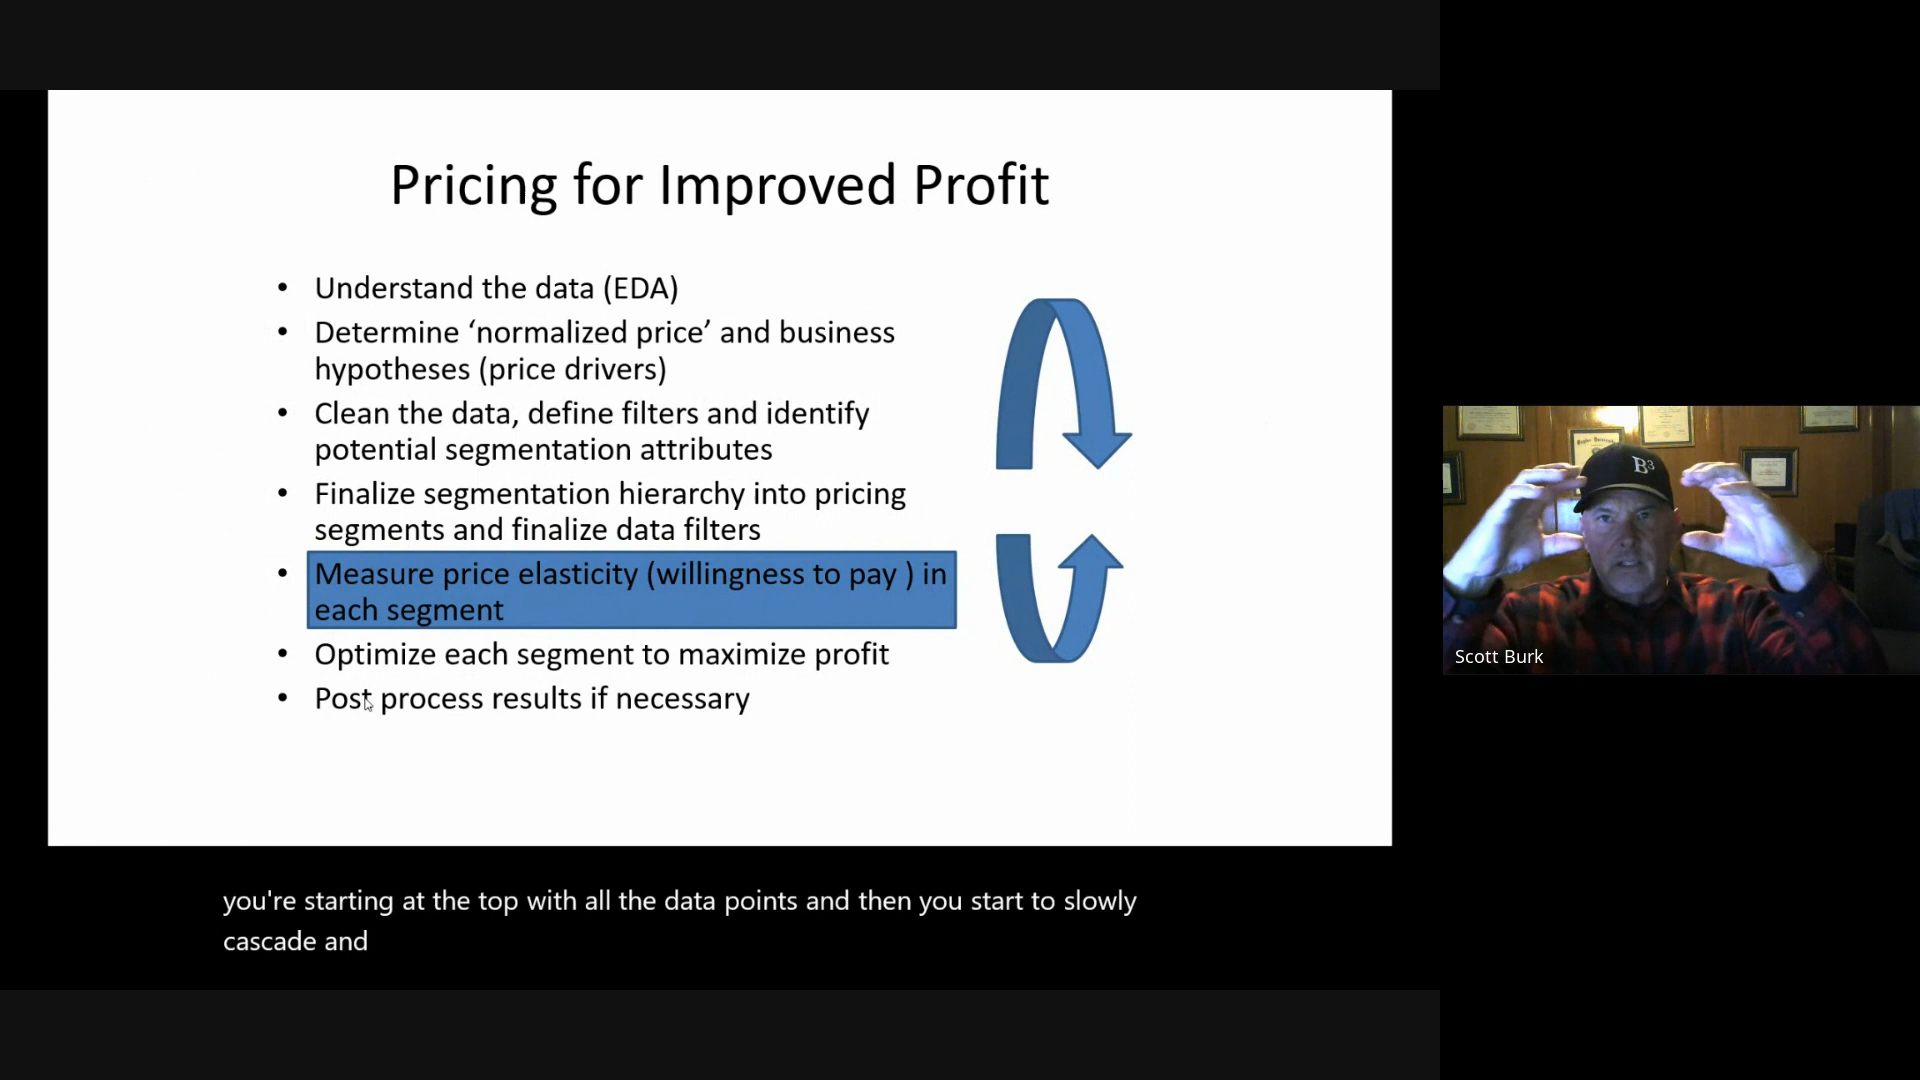 Pricing for Improved Profit
• Understand the data (EDA)
• Determine ‘normalized price’ and business
hypotheses (price drivers)
• Clean the data, define filters and identify
potential segmentation attributes
• Finalize segmentation hierarchy into pricing
segments and finalize data filters
• Measure price elasticity (willingness to pay ) in
each segment
• Optimize each segment to maximize profit
• Post process results if necessary
B³
Scott Burk
you're starting at the top with all the data points and then you start to slowly
cascade and